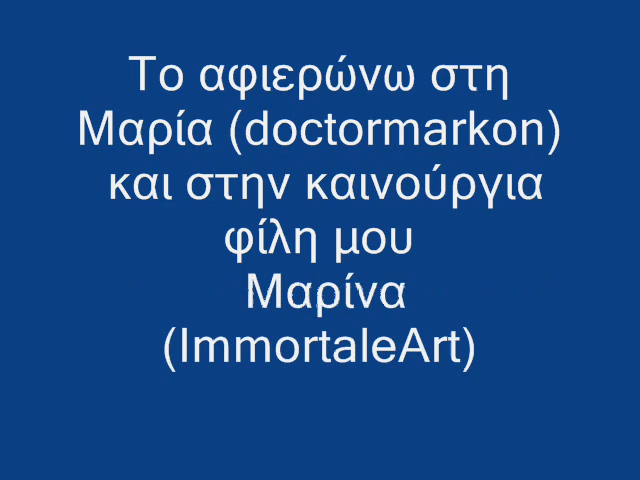 Το αφιερώνω στη
Μαρία (doctormarkon)
και στην καινούργια
φίλη μου
Μαρίνα
(ImmortaleArt)